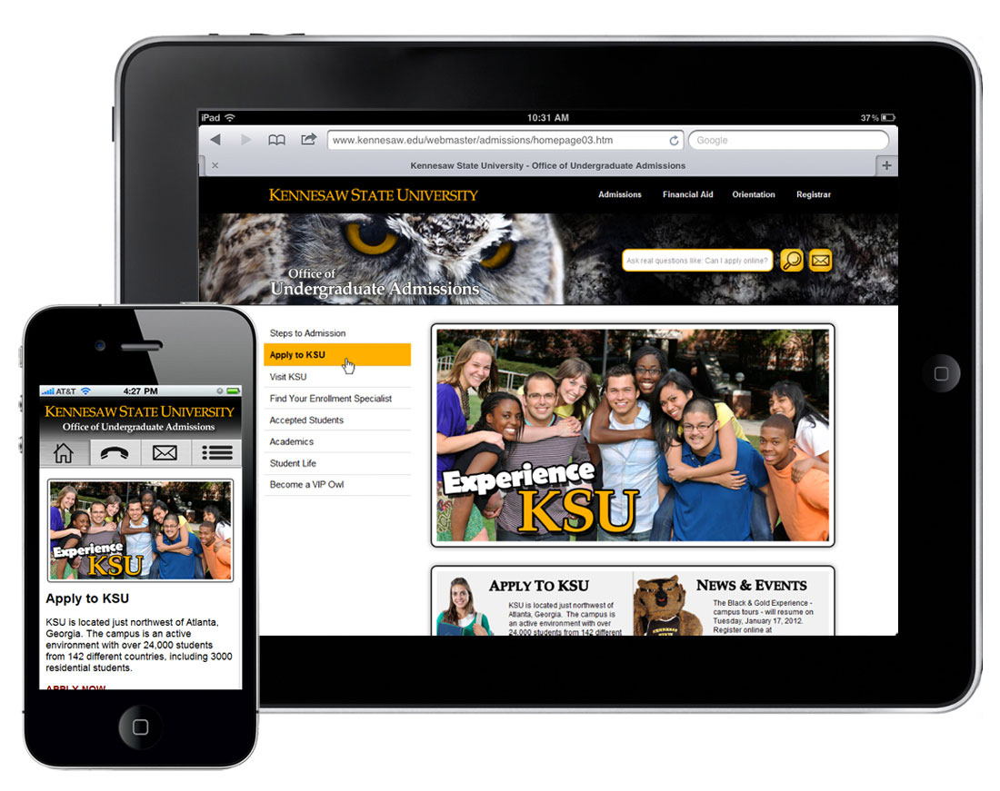 iPad
10:31 AM
37%
www.kennesaw.edu/webmaster/admissions/homepage03.htm
Google
Kennesaw State University - Office of Undergraduate Admissions
KENNESAW STATE UNIVERSITY
Admissions Financial Aid Orientation Registrar
Ask real questions like: Can I apply online?
Office of
Undergraduate Admissions
Steps to Admission
Apply to KSU
Visit KSU
Find Your Enrollment Specialist
Accepted Students
Academics
Student Life
Become a VIP Owl
Experience
KSU
APPLY TO KSU
KSU is located just northwest of
Atlanta, Georgia. The campus is
an active environment with over
24,000 students from 142 different
NEWS & EVENTS
The Black & Gold Experience -
campus tours - will resume on
Tuesday, January 17, 2012.
Register online at
KENNESAW
STATE
AT&T
4:27 PM
KENNESAW STATE UNIVERSITY
Office of Undergraduate Admissions
Experience
KSU
Apply to KSU
KSU is located just northwest of Atlanta,
Georgia. The campus is an active
environment with over 24,000 students
from 142 different countries, including 3000
residential students.
APPLY NOW